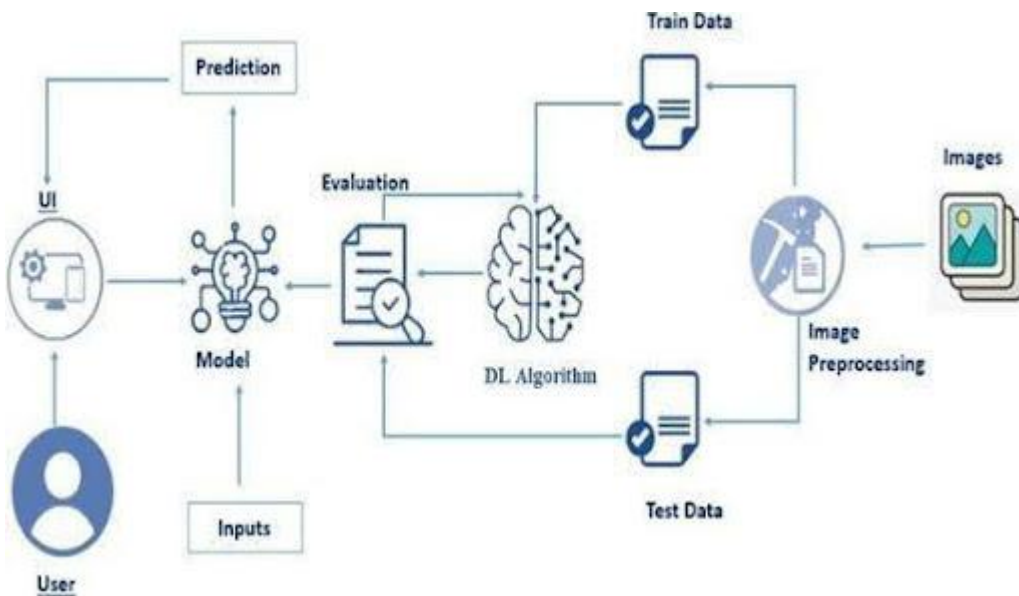 Train Data
Prediction
Images
Evaluation
UI
Image
Preprocessing
Model
DL Algorithm
Test Data
Inputs
User